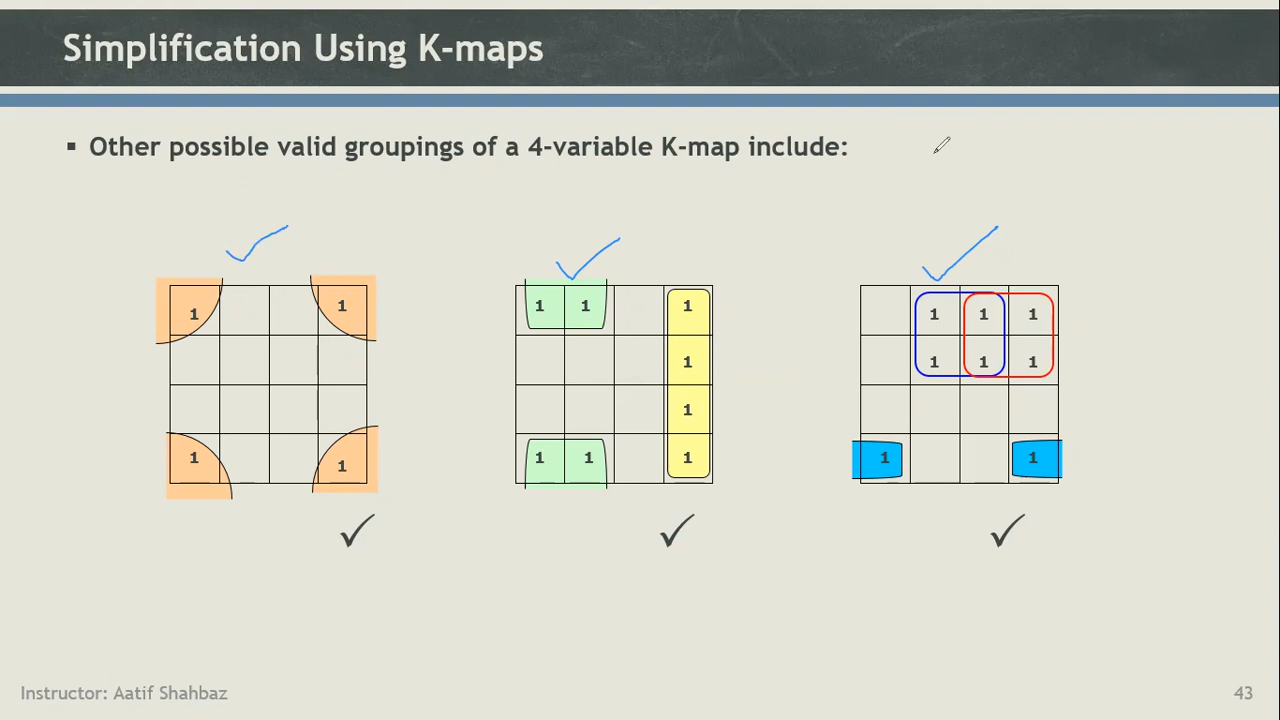 Simplification Using K-maps
▪ Other possible valid groupings of a 4-variable K-map include:
1 1 1 1 1 1 1 1
1 1 1
1
1 1 1 1 1 1 1
✓ ✓ ✓
Instructor: Aatif Shahbaz 43